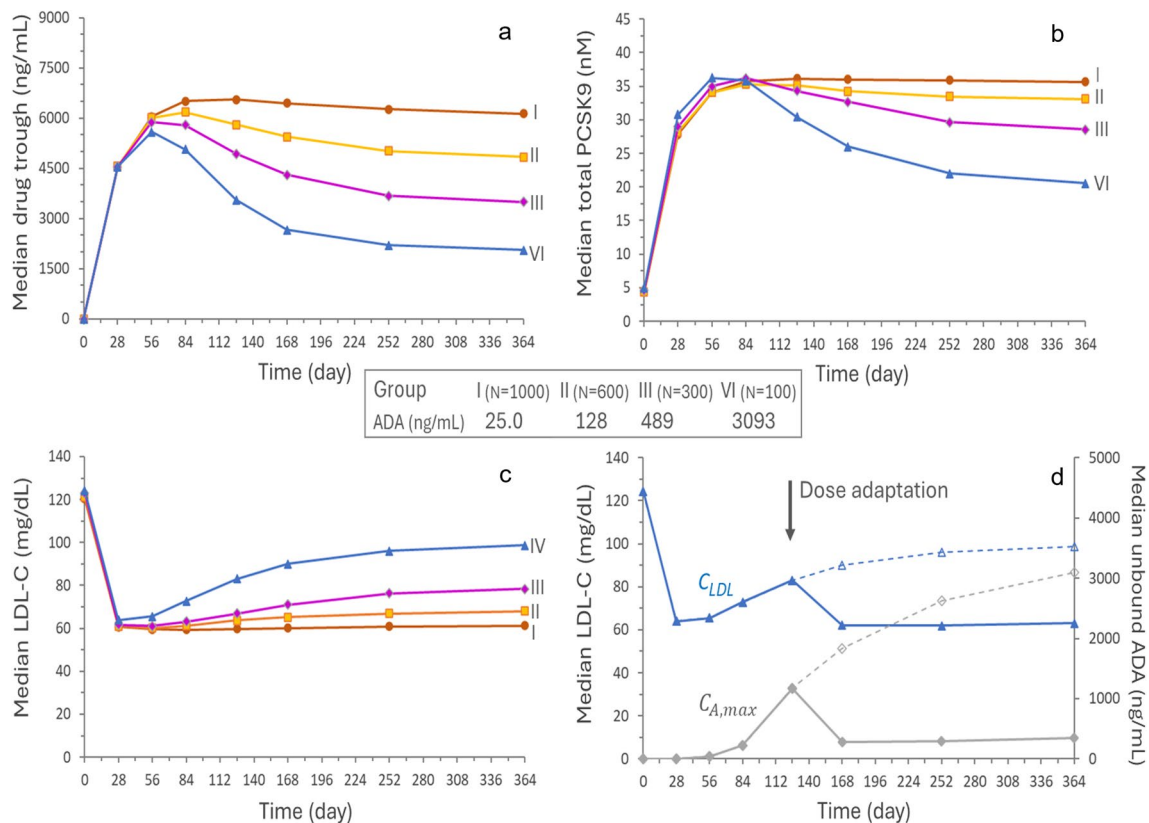 a
Median drug trough (ng/mL)
9000
7500
6000
4500
3000
1500
0
I
II
III
VI
0 28 56 84 112 140 168 196 224 252 280 308 336 364
Time (day)
b
Median total PCSK9 (nM)
45
40
35
30
25
20
15
10
5
0
I
II
III
VI
0 28 56 84 112 140 168 196 224 252 280 308 336 364
Time (day)
Group I (N=1000) II (N=600) III (N=300) VI (N=100)
ADA (ng/mL) 25.0 128 489 3093
c
Median LDL-C (mg/dL)
140
120
100
80
60
40
20
0
IV
III
II
I
0 28 56 84 112 140 168 196 224 252 280 308 336 364
Time (day)
d
Median LDL-C (mg/dL)
140
120
100
80
60
40
20
0
Dose adaptation
C_LDL
C_A,max
5000
4000
3000
2000
1000
0
Median unbound ADA (ng/mL)
0 28 56 84 112 140 168 196 224 252 280 308 336 364
Time (day)